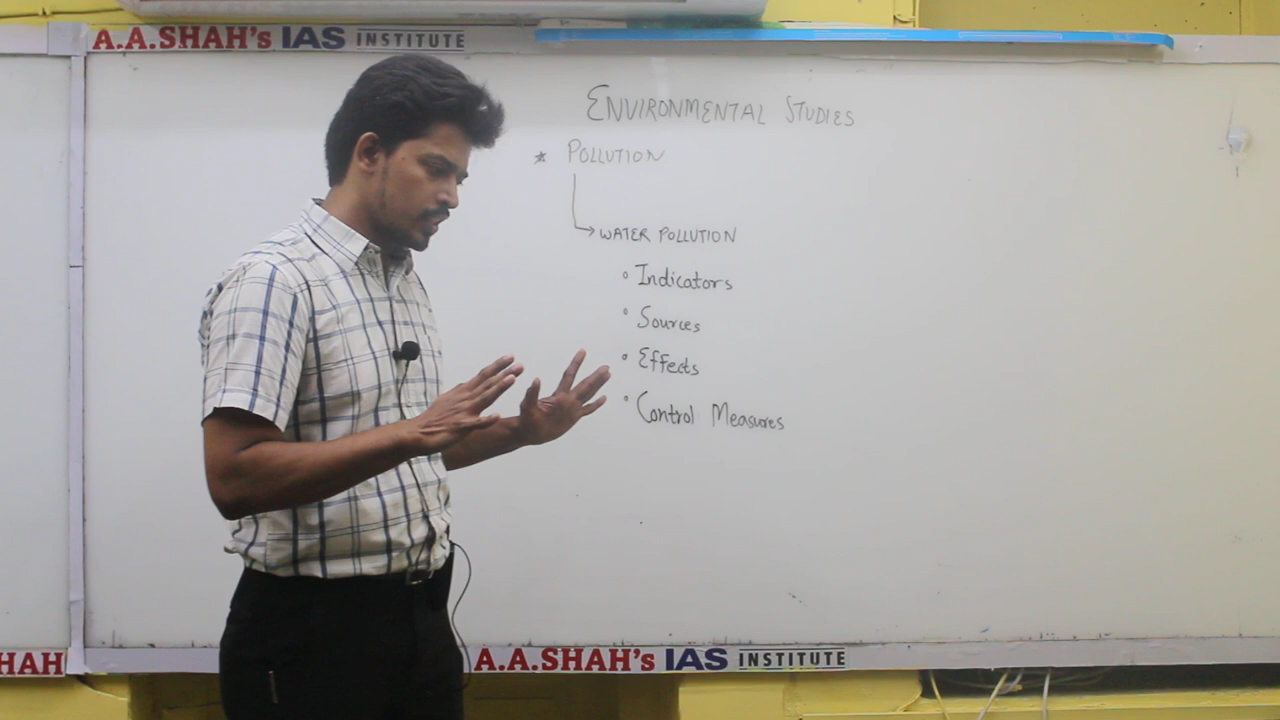 A.A.SHAH's IAS INSTITUTE
ENVIRONMENTAL STUDIES
* POLLUTION
→ WATER POLLUTION
° Indicators
° Sources
° Effects
° Control Measures
HAH
A.A.SHAH's IAS INSTITUTE